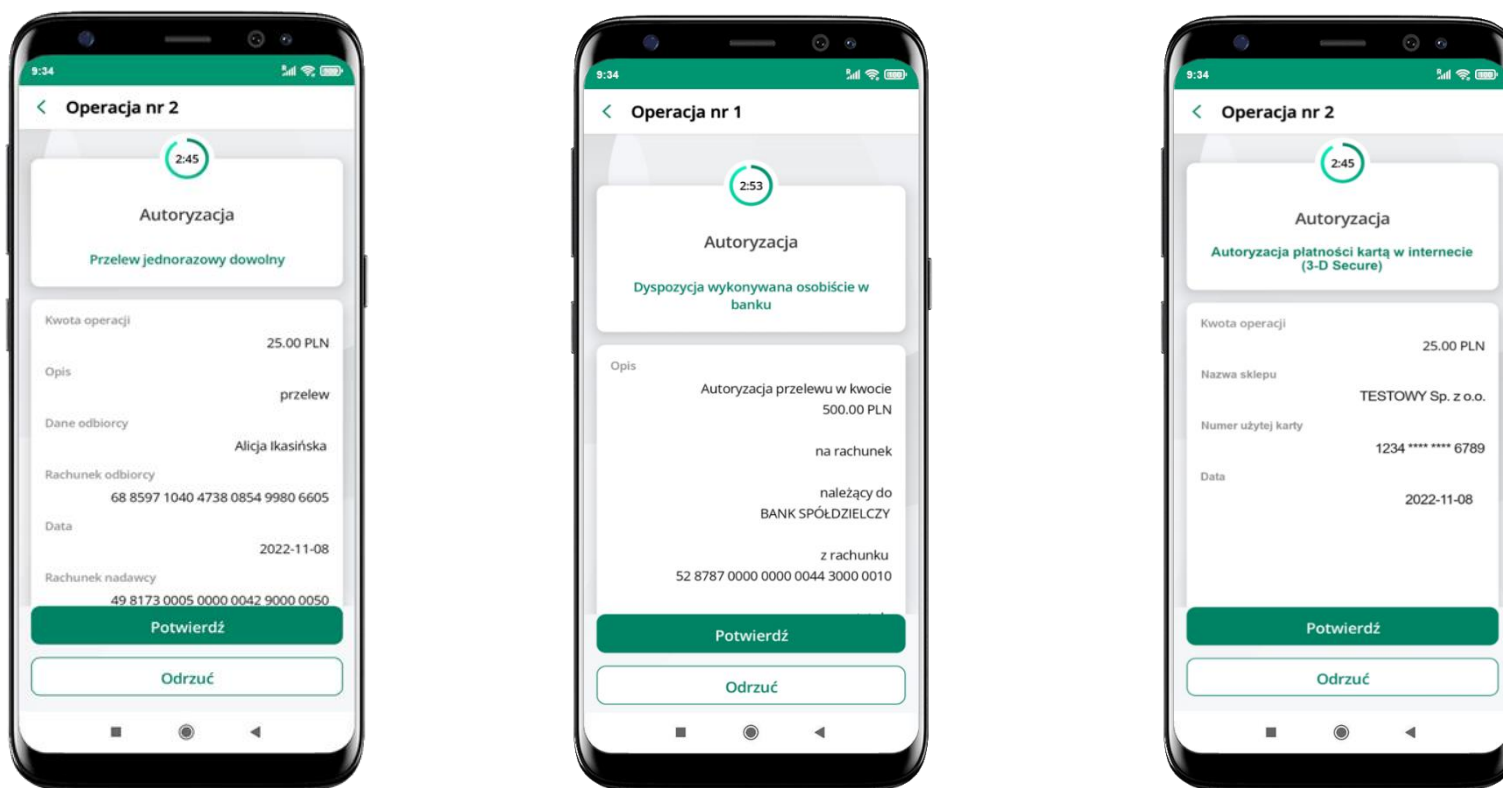 9:34
Operacja nr 2
2:45
Autoryzacja
Przelew jednorazowy dowolny
Kwota operacji
25.00 PLN
Opis
przelew
Dane odbiorcy
Alicja Ikasińska
Rachunek odbiorcy
68 8597 1040 4738 0854 9980 6605
Data
2022-11-08
Rachunek nadawcy
49 8173 0005 0000 0042 9000 0050
Potwierdź
Odrzuć
9:34
Operacja nr 1
2:53
Autoryzacja
Dyspozycja wykonywana osobiście w
banku
Opis
Autoryzacja przelewu w kwocie
500.00 PLN
na rachunek
należący do
BANK SPÓŁDZIELCZY
z rachunku
52 8787 0000 0000 0044 3000 0010
Potwierdź
Odrzuć
9:34
Operacja nr 2
2:45
Autoryzacja
Autoryzacja płatności kartą w internecie
(3-D Secure)
Kwota operacji
25.00 PLN
Nazwa sklepu
TESTOWY Sp. z o.o.
Numer użytej karty
1234 **** **** 6789
Data
2022-11-08
Potwierdź
Odrzuć